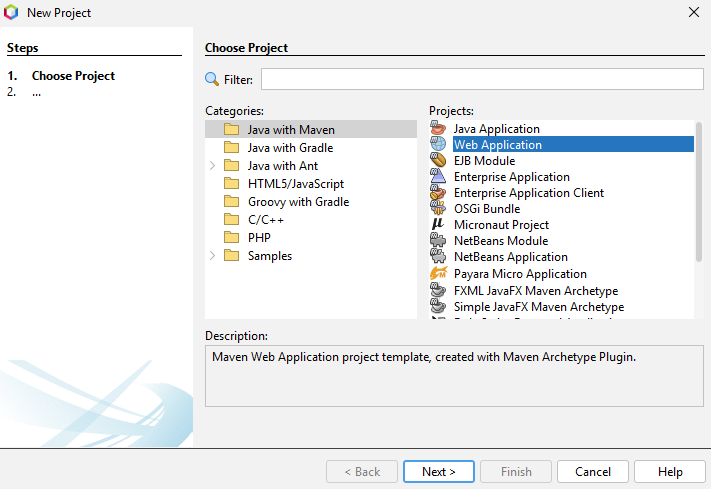 New Project
Steps
1. Choose Project
2. ...
Choose Project
Filter:
Categories:
Java with Maven
Java with Gradle
Java with Ant
HTML5/JavaScript
Groovy with Gradle
C/C++
PHP
Samples
Projects:
Java Application
Web Application
EJB Module
Enterprise Application
Enterprise Application Client
OSGi Bundle
Micronaut Project
NetBeans Module
NetBeans Application
Payara Micro Application
FXML JavaFX Maven Archetype
Simple JavaFX Maven Archetype
Description:
Maven Web Application project template, created with Maven Archetype Plugin.
< Back
Next >
Finish
Cancel
Help